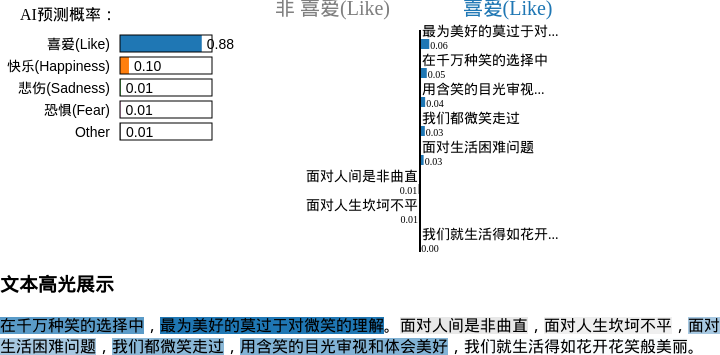 AI预测概率：
喜爱(Like) 0.88
快乐(Happiness) 0.10
悲伤(Sadness) 0.01
恐惧(Fear) 0.01
Other 0.01
非 喜爱(Like) 喜爱(Like)
最为美好的莫过于对...
0.06
在千万种笑的选择中
0.05
用含笑的目光审视...
0.04
我们都微笑走过
0.03
面对生活困难问题
0.03
面对人间是非曲直
0.01
面对人生坎坷不平
0.01
我们就生活得如花开...
0.00
文本高光展示
在千万种笑的选择中，最为美好的莫过于对微笑的理解。面对人间是非曲直，面对人生坎坷不平，面对
生活困难问题，我们都微笑走过，用含笑的目光审视和体会美好，我们就生活得如花开花笑般美丽。